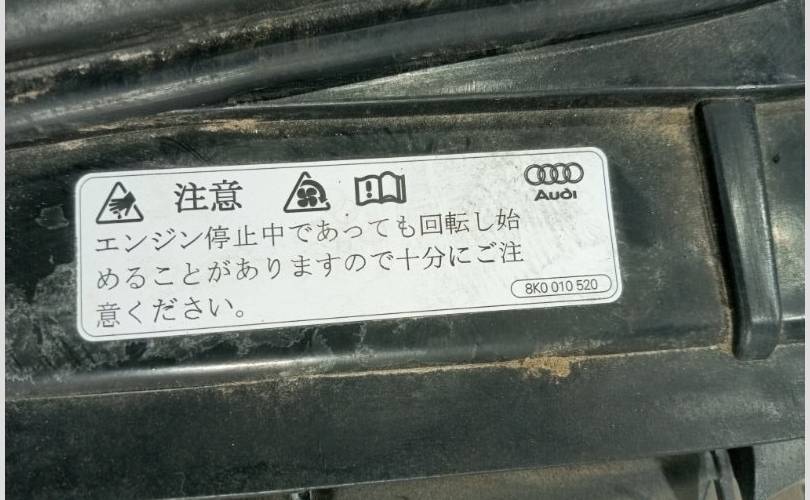 注意
Audi
エンジン停止中であっても回転し始
めることがありますので十分にご注
意ください。
8K0 010 520